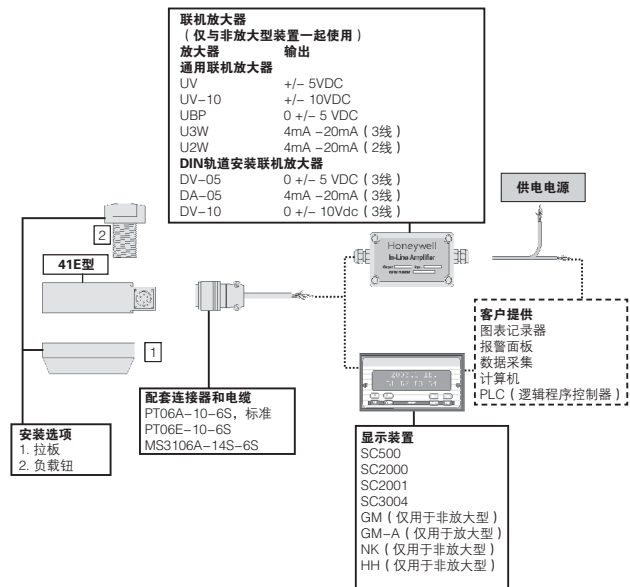 联机放大器
（仅与非放大型装置一起使用）
放大器 输出
通用联机放大器
UV +/– 5VDC
UV–10 +/– 10VDC
UBP 0 +/– 5 VDC
U3W 4mA –20mA（3线）
U2W 4mA –20mA（2线）
DIN轨道安装联机放大器
DV–05 0 +/– 5 VDC（3线）
DA–05 4mA –20mA（3线）
DV–10 0 +/– 10Vdc（3线）
供电电源
2
41E型
1
Honeywell
In-Line Amplifier
客户提供
图表记录器
报警面板
数据采集
计算机
PLC（逻辑程序控制器）
配套连接器和电缆
PT06A–10–6S，标准
PT06E–10–6S
MS3106A–14S–6S
安装选项
1. 拉板
2. 负载钮
显示装置
SC500
SC2000
SC2001
SC3004
GM（仅用于非放大型）
GM–A（仅用于放大型）
NK（仅用于非放大型）
HH（仅用于非放大型）